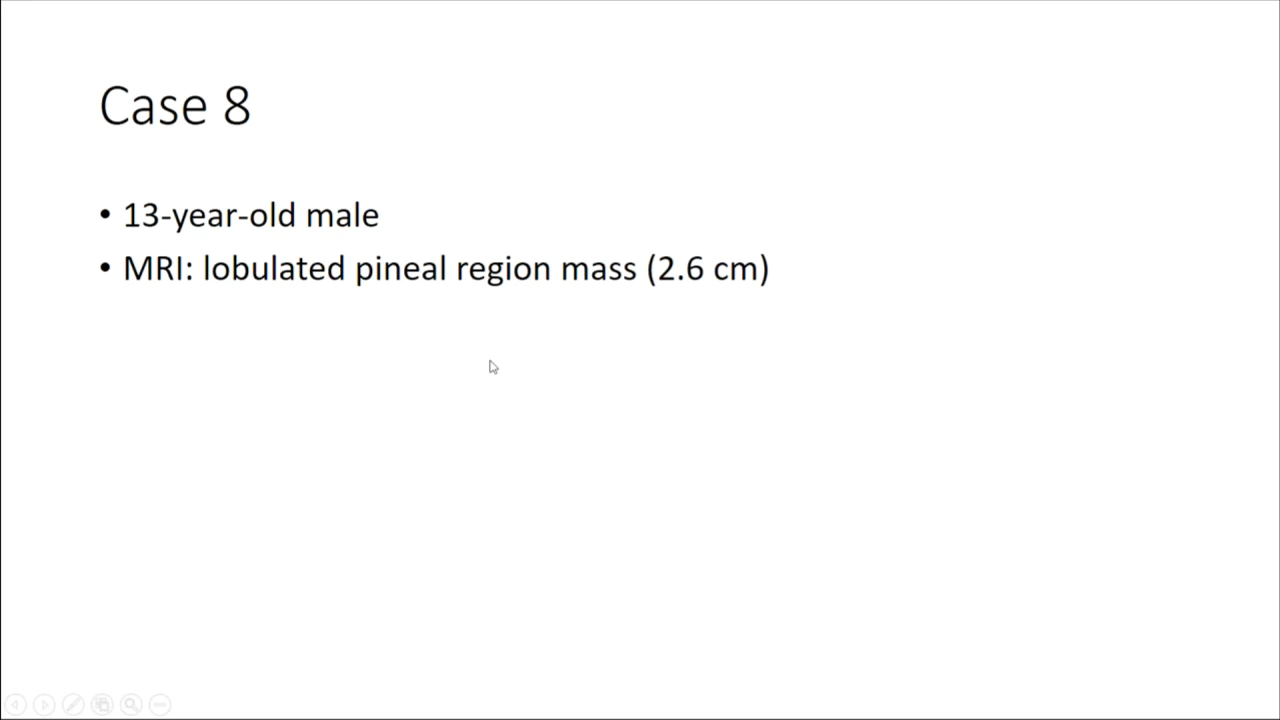 Case 8
• 13-year-old male
• MRI: lobulated pineal region mass (2.6 cm)